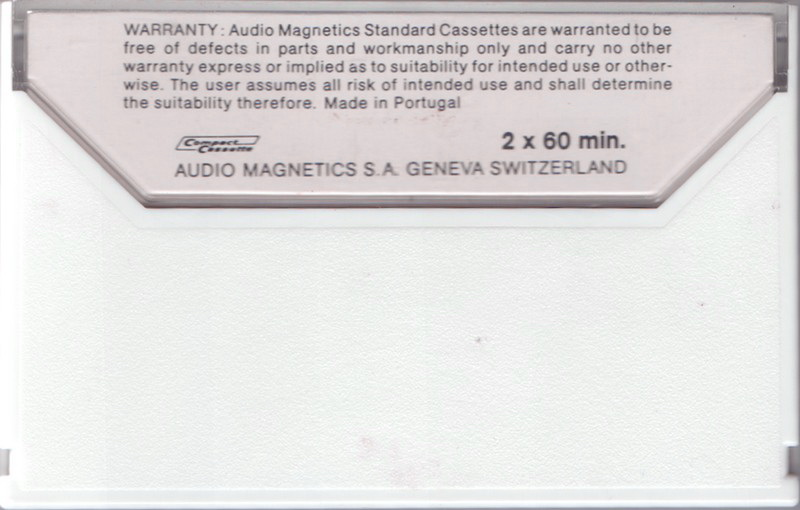 WARRANTY: Audio Magnetics Standard Cassettes are warranted to be
free of defects in parts and workmanship only and carry no other
warranty express or implied as to suitability for intended use or other-
wise. The user assumes all risk of intended use and shall determine
the suitability therefore. Made in Portugal
Compact
Cassette
2 x 60 min.
AUDIO MAGNETICS S.A. GENEVA SWITZERLAND